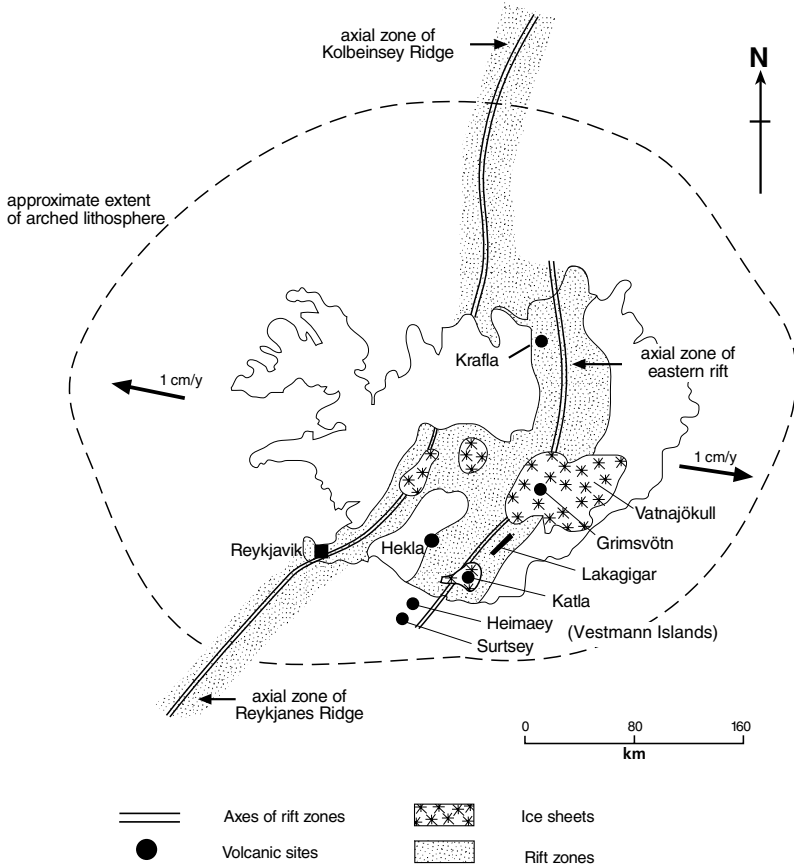 axial zone of
Kolbeinsey Ridge
N
approximate extent
of arched lithosphere
Krafla
axial zone of
eastern rift
1 cm/y
1 cm/y
Vatnajökull
Reykjavik
Hekla
Grimsvötn
Lakagigar
Katla
Heimaey
(Vestmann Islands)
Surtsey
axial zone of
Reykjanes Ridge
0 80 160
km
Axes of rift zones
Ice sheets
Volcanic sites
Rift zones